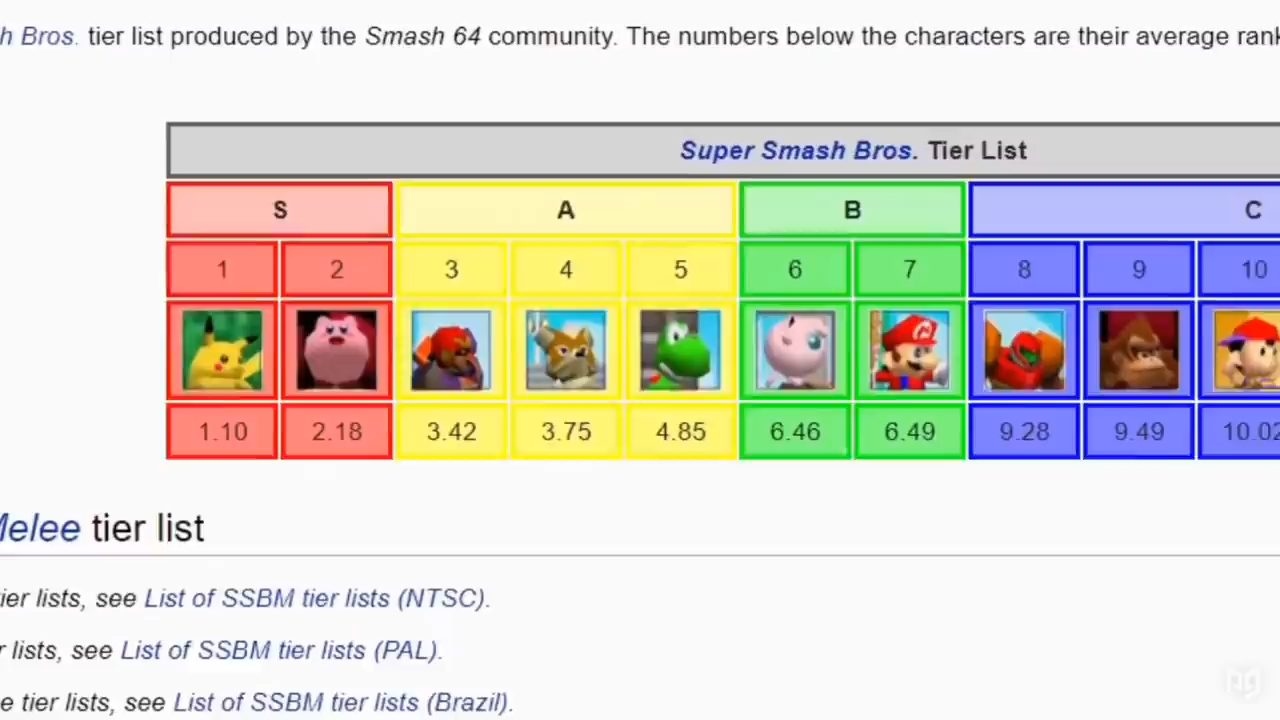 h Bros. tier list produced by the Smash 64 community. The numbers below the characters are their average rank
Super Smash Bros. Tier List
S A B C
1 2 3 4 5 6 7 8 9 10
1.10 2.18 3.42 3.75 4.85 6.46 6.49 9.28 9.49 10.02
Melee tier list
tier lists, see List of SSBM tier lists (NTSC).
r lists, see List of SSBM tier lists (PAL).
e tier lists, see List of SSBM tier lists (Brazil).